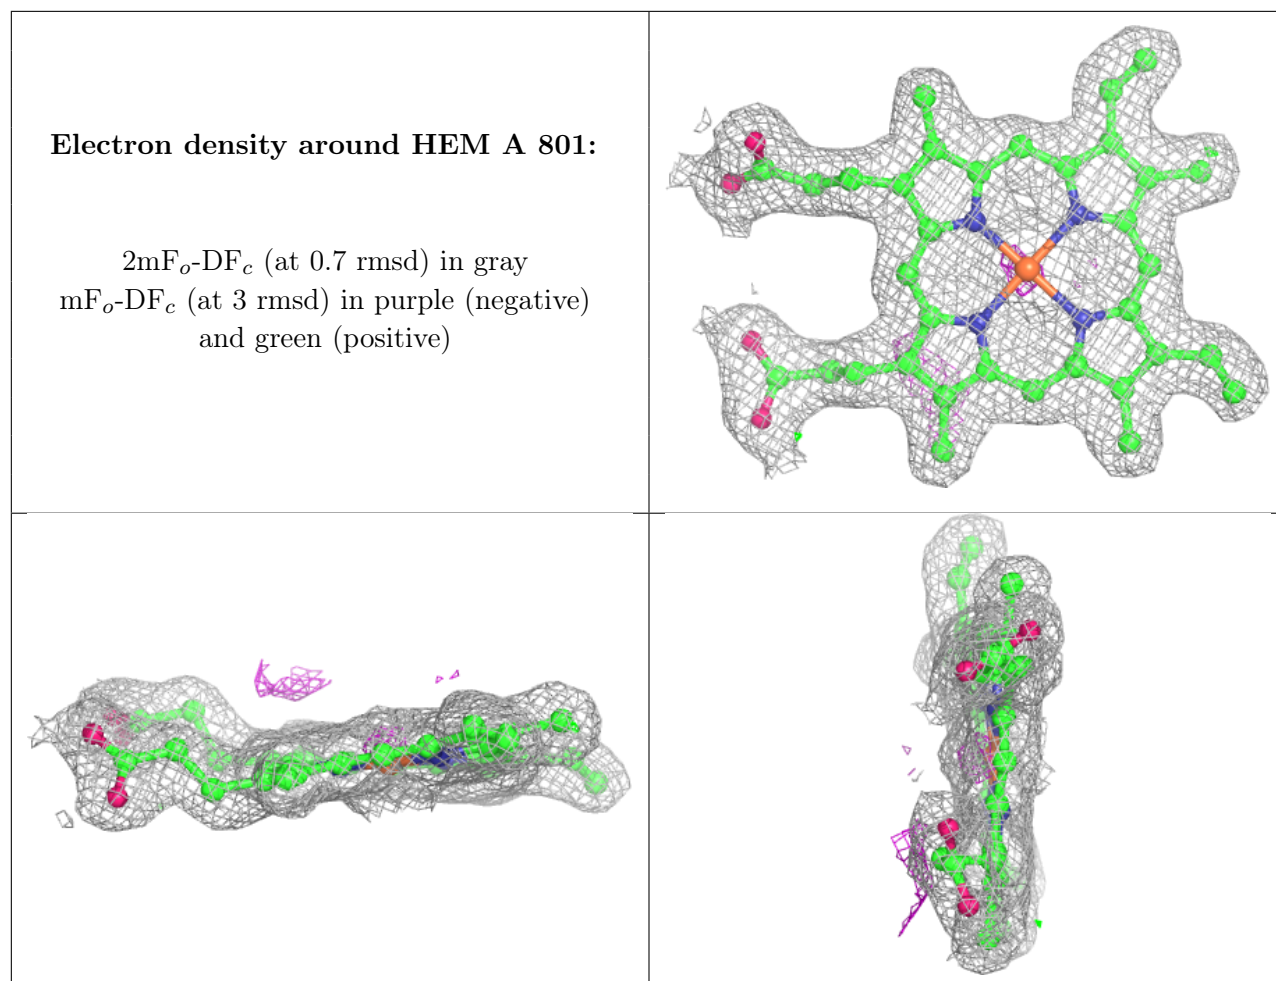 Electron density around HEM A 801:
2mFo-DFc (at 0.7 rmsd) in gray
mFo-DFc (at 3 rmsd) in purple (negative)
and green (positive)